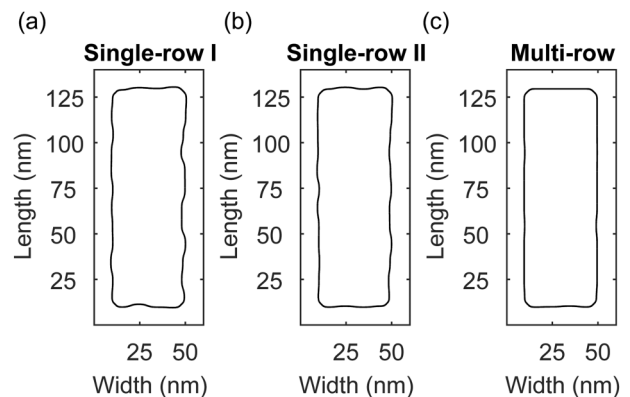 (a)
Single-row I
125
100
75
50
25
Length (nm)
25 50
Width (nm)
(b)
Single-row II
125
100
75
50
25
Length (nm)
25 50
Width (nm)
(c)
Multi-row
125
100
75
50
25
Length (nm)
25 50
Width (nm)